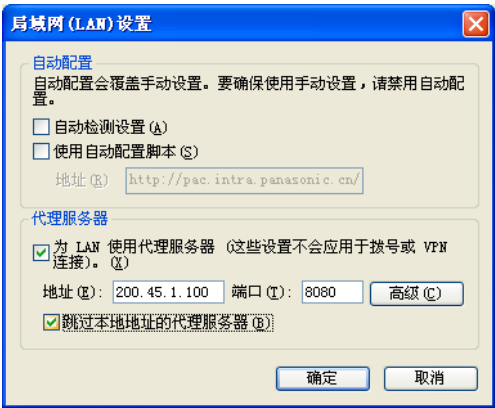 局域网(LAN)设置
自动配置
自动配置会覆盖手动设置。要确保使用手动设置，请禁用自动配
置。
自动检测设置(A)
使用自动配置脚本(S)
地址(R) http://pac.intra.panasonic.cn/
代理服务器
为 LAN 使用代理服务器（这些设置不会应用于拨号或 VPN
连接)。(X)
地址(E): 200.45.1.100 端口(T): 8080 高级(C)
跳过本地地址的代理服务器(B)
确定 取消